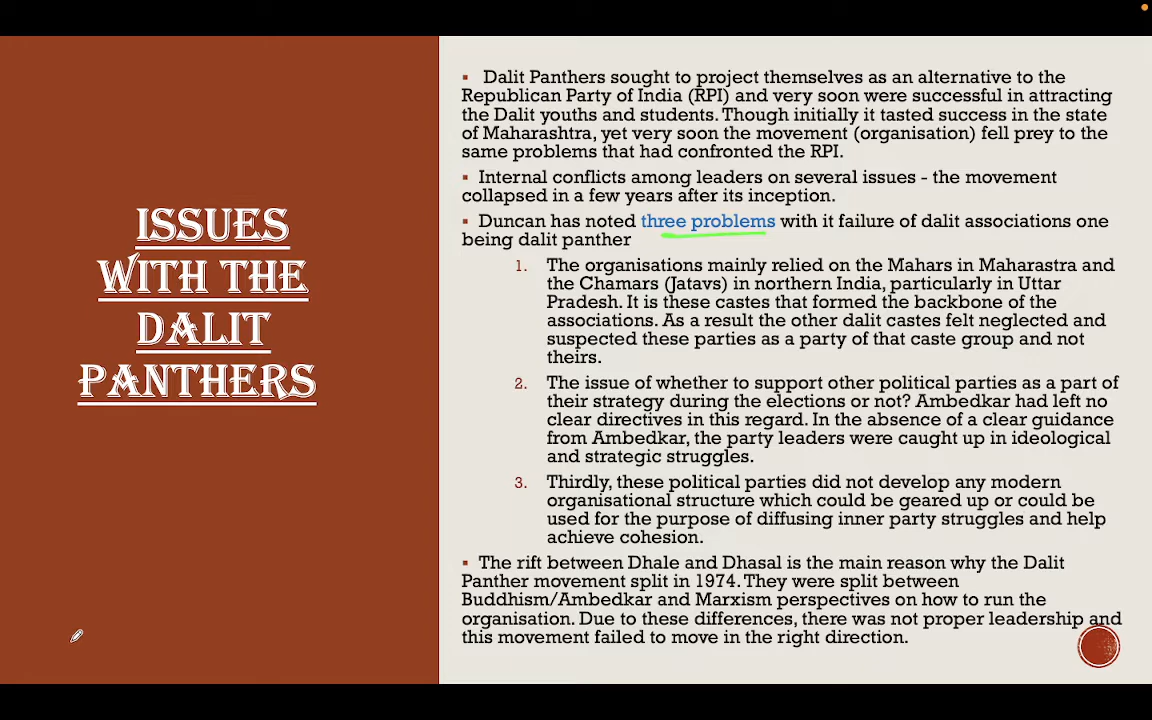 ISSUES
WITH THE
DALIT
PANTHERS
▪ Dalit Panthers sought to project themselves as an alternative to the
Republican Party of India (RPI) and very soon were successful in attracting
the Dalit youths and students. Though initially it tasted success in the state
of Maharashtra, yet very soon the movement (organisation) fell prey to the
same problems that had confronted the RPI.
▪ Internal conflicts among leaders on several issues - the movement
collapsed in a few years after its inception.
▪ Duncan has noted three problems with it failure of dalit associations one
being dalit panther
1. The organisations mainly relied on the Mahars in Maharastra and
the Chamars (Jatavs) in northern India, particularly in Uttar
Pradesh. It is these castes that formed the backbone of the
associations. As a result the other dalit castes felt neglected and
suspected these parties as a party of that caste group and not
theirs.
2. The issue of whether to support other political parties as a part of
their strategy during the elections or not? Ambedkar had left no
clear directives in this regard. In the absence of a clear guidance
from Ambedkar, the party leaders were caught up in ideological
and strategic struggles.
3. Thirdly, these political parties did not develop any modern
organisational structure which could be geared up or could be
used for the purpose of diffusing inner party struggles and help
achieve cohesion.
▪ The rift between Dhale and Dhasal is the main reason why the Dalit
Panther movement split in 1974. They were split between
Buddhism/Ambedkar and Marxism perspectives on how to run the
organisation. Due to these differences, there was not proper leadership and
this movement failed to move in the right direction.